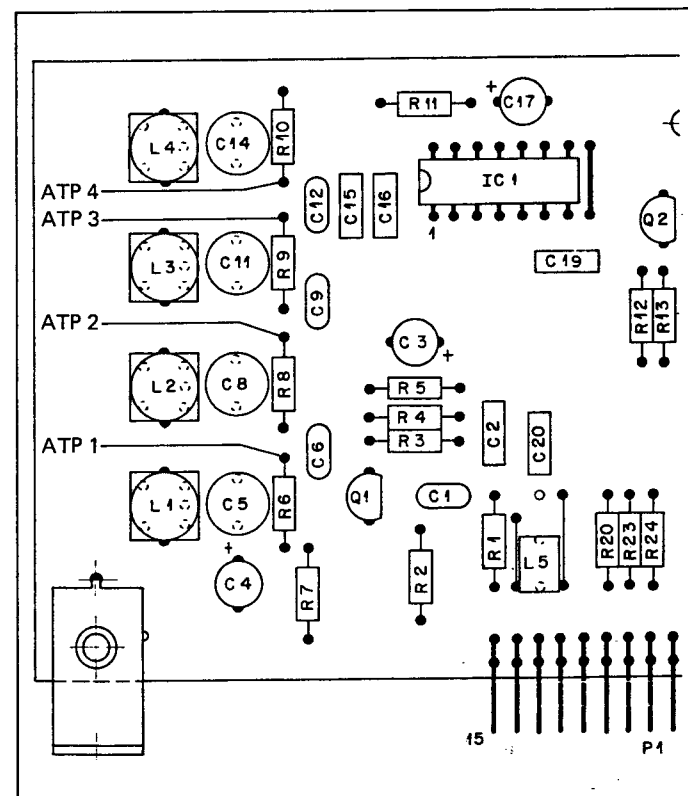 R11
C17
+
L4
C14
R10
IC1
ATP 4
ATP 3
C12
C15
C16
1
Q2
L3
C11
R9
C19
C9
R12
R13
ATP 2
C3
+
L2
C8
R8
R5
R4
R3
C2
C20
ATP 1
C6
L1
C5
R6
Q1
C1
R1
L5
R20
R23
R24
+
C4
R7
R2
15
P1